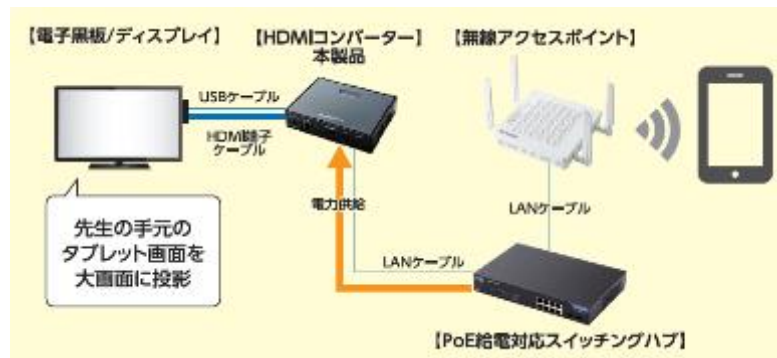 【電子黒板/ディスプレイ】
【HDMIコンバーター】
本製品
【無線アクセスポイント】
USBケーブル
HDMI端子
ケーブル
先生の手元の
タブレット画面を
大画面に投影
電力供給
LANケーブル
LANケーブル
【PoE給電対応スイッチングハブ】